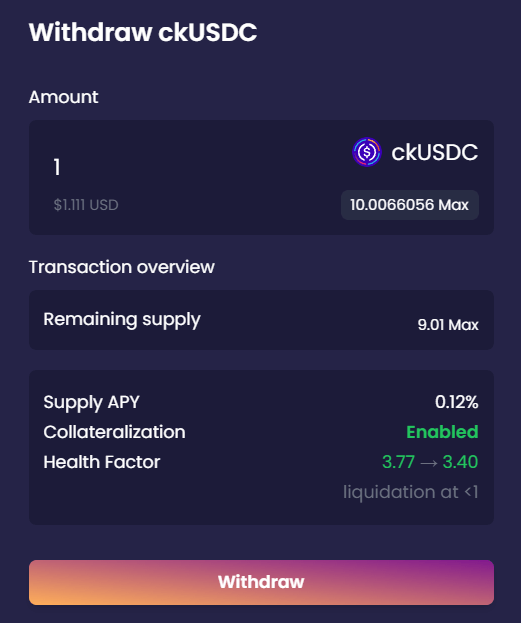 Withdraw ckUSDC
Amount
1
ckUSDC
$1.111 USD
10.0066056 Max
Transaction overview
Remaining supply
9.01 Max
Supply APY
0.12%
Collateralization
Enabled
Health Factor
3.77 → 3.40
liquidation at <1
Withdraw